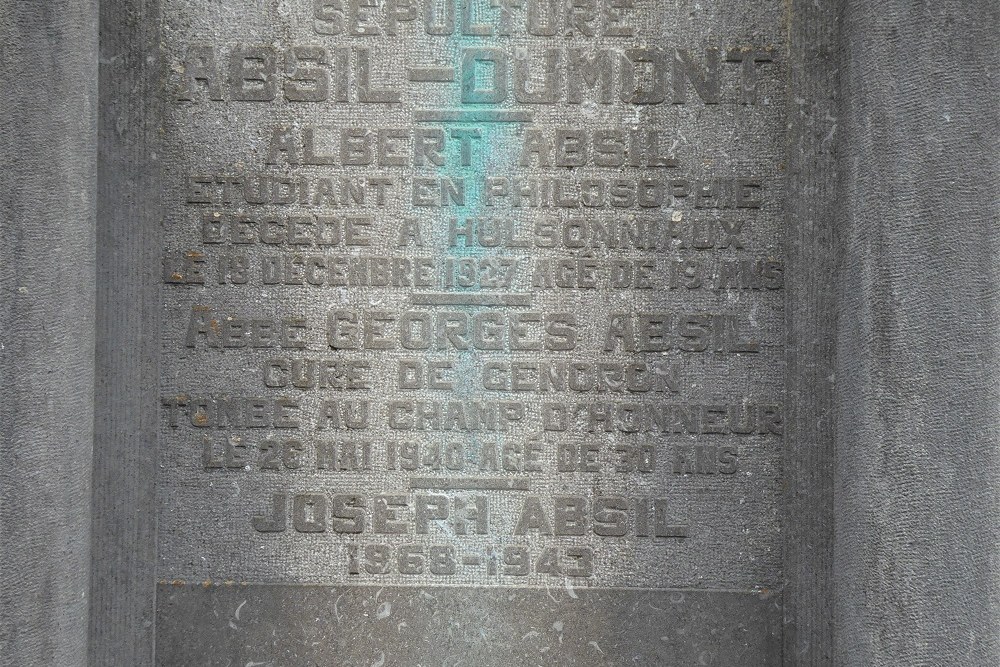 SEPULTURE
ABSIL-DUMONT
ALBERT ABSIL
ETUDIANT EN PHILOSOPHIE
DECEDE A HULSONNIAUX
LE 18 DECEMBRE 1927 AGE DE 19 ANS
ABBE GEORGES ABSIL
CURE DE GENDRON
TOMBE AU CHAMP D'HONNEUR
LE 26 MAI 1940 AGE DE 30 ANS
JOSEPH ABSIL
1968-1943